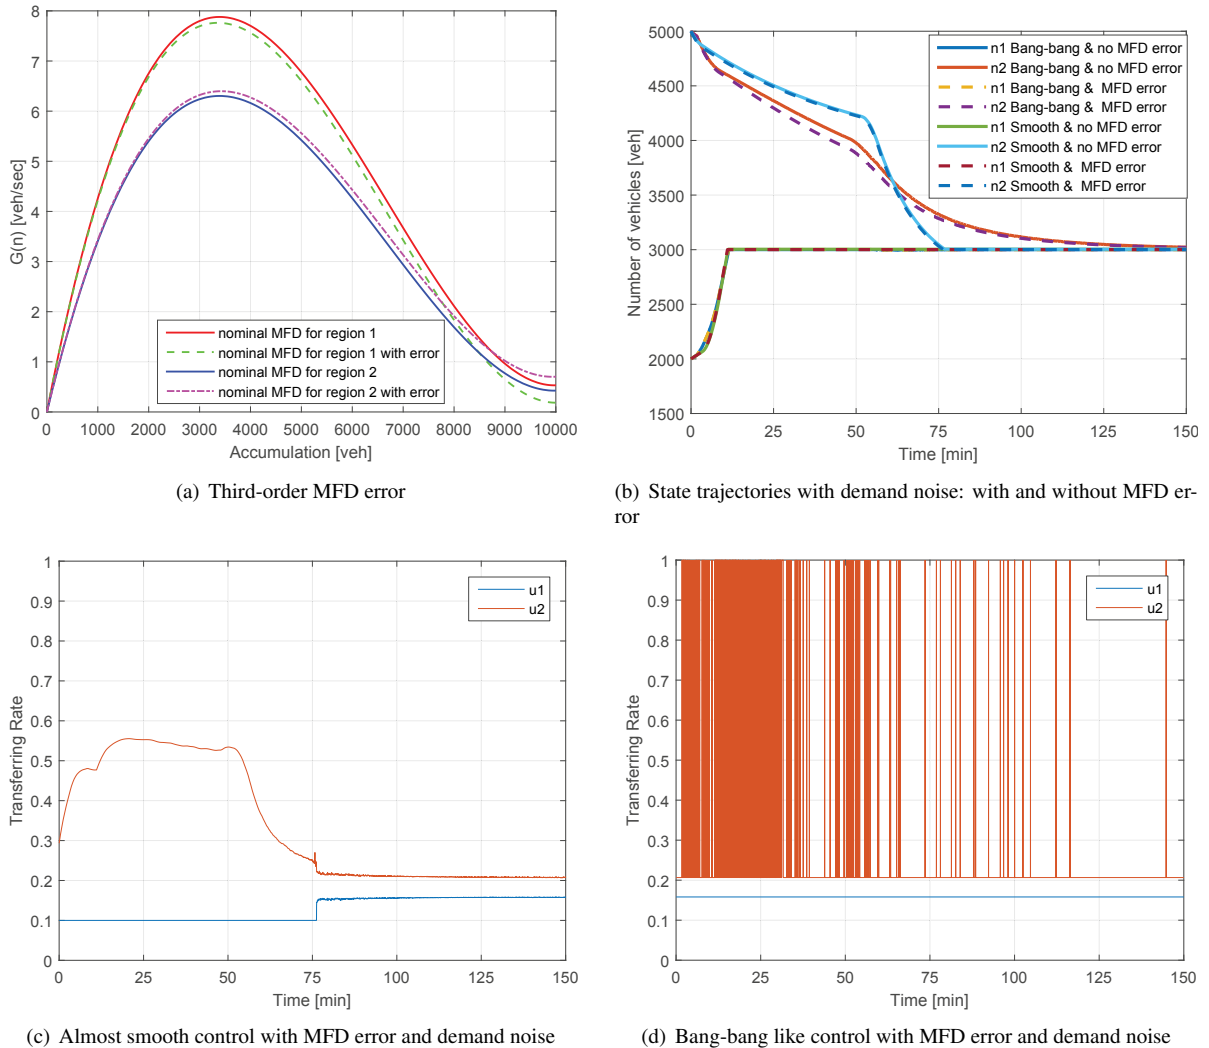 8
7
6
5
4
3
2
1
0
G(n) [veh/sec]
nominal MFD for region 1
nominal MFD for region 1 with error
nominal MFD for region 2
nominal MFD for region 2 with error
0 1000 2000 3000 4000 5000 6000 7000 8000 9000 10000
Accumulation [veh]
(a) Third-order MFD error
5000
4500
4000
3500
3000
2500
2000
1500
Number of vehicles [veh]
n1 Bang-bang & no MFD error
n2 Bang-bang & no MFD error
n1 Bang-bang & MFD error
n2 Bang-bang & MFD error
n1 Smooth & no MFD error
n2 Smooth & no MFD error
n1 Smooth & MFD error
n2 Smooth & MFD error
0 25 50 75 100 125 150
Time [min]
(b) State trajectories with demand noise: with and without MFD er-
ror
1
0.9
0.8
0.7
0.6
0.5
0.4
0.3
0.2
0.1
0
Transferring Rate
u1
u2
0 25 50 75 100 125 150
Time [min]
(c) Almost smooth control with MFD error and demand noise
1
0.9
0.8
0.7
0.6
0.5
0.4
0.3
0.2
0.1
0
Transferring Rate
u1
u2
0 25 50 75 100 125 150
Time [min]
(d) Bang-bang like control with MFD error and demand noise